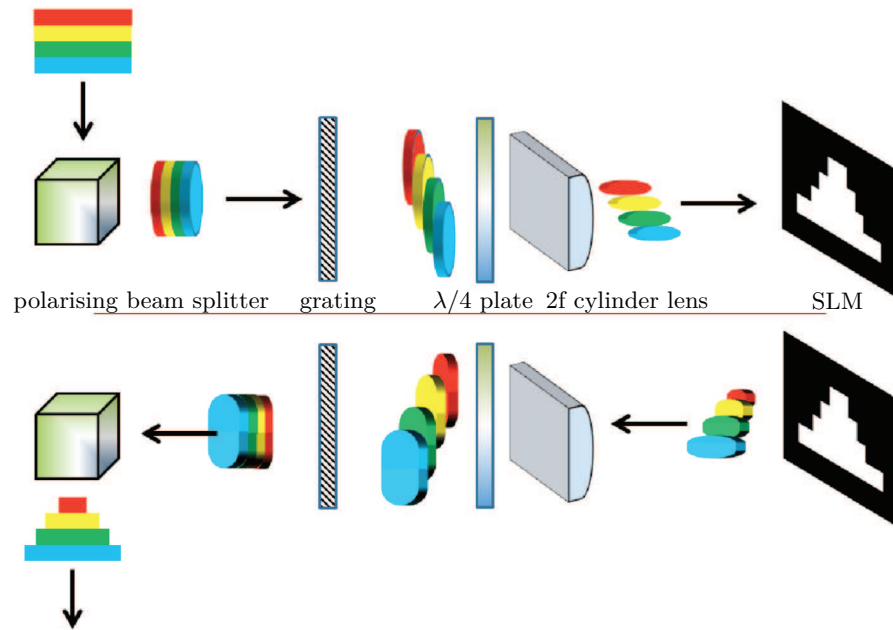 polarising beam splitter grating λ/4 plate 2f cylinder lens SLM